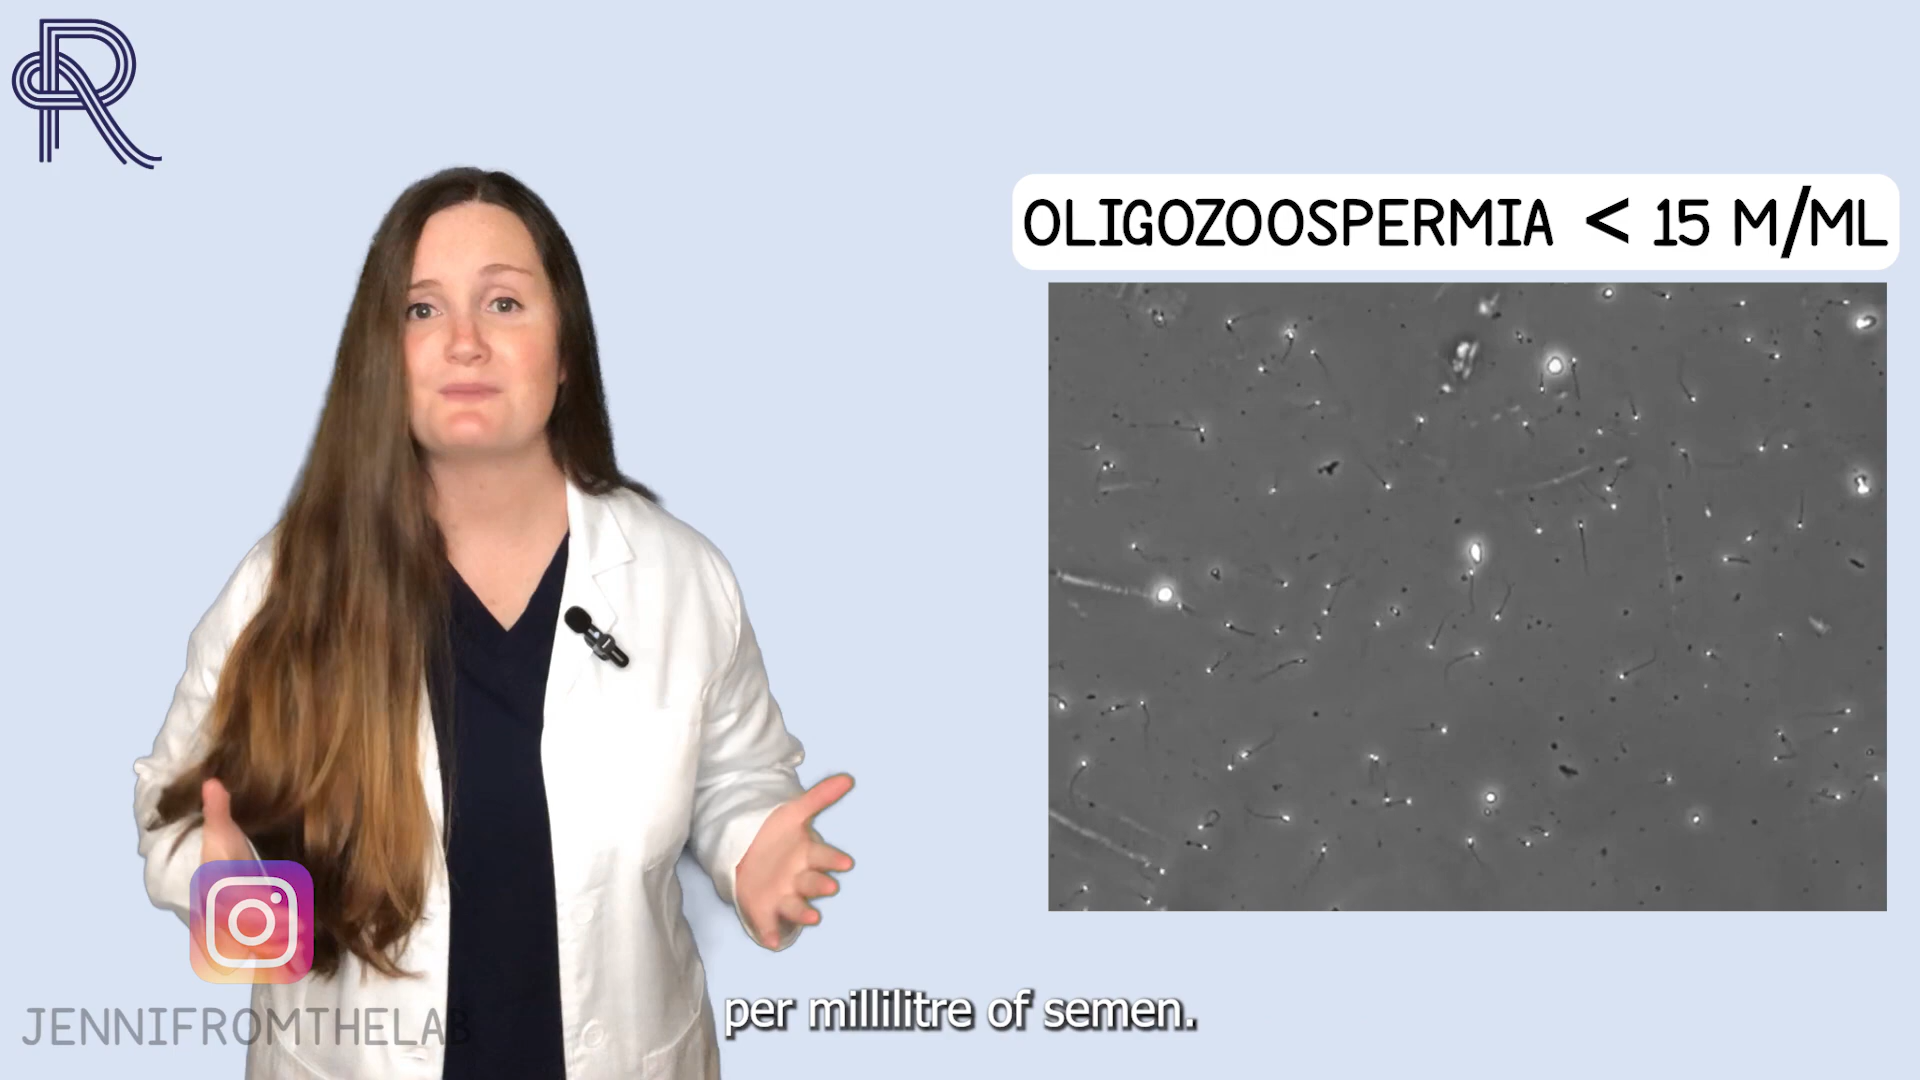 R
OLIGOZOOSPERMIA < 15 M/ML
JENNIFROMTHELAB
per millilitre of semen.